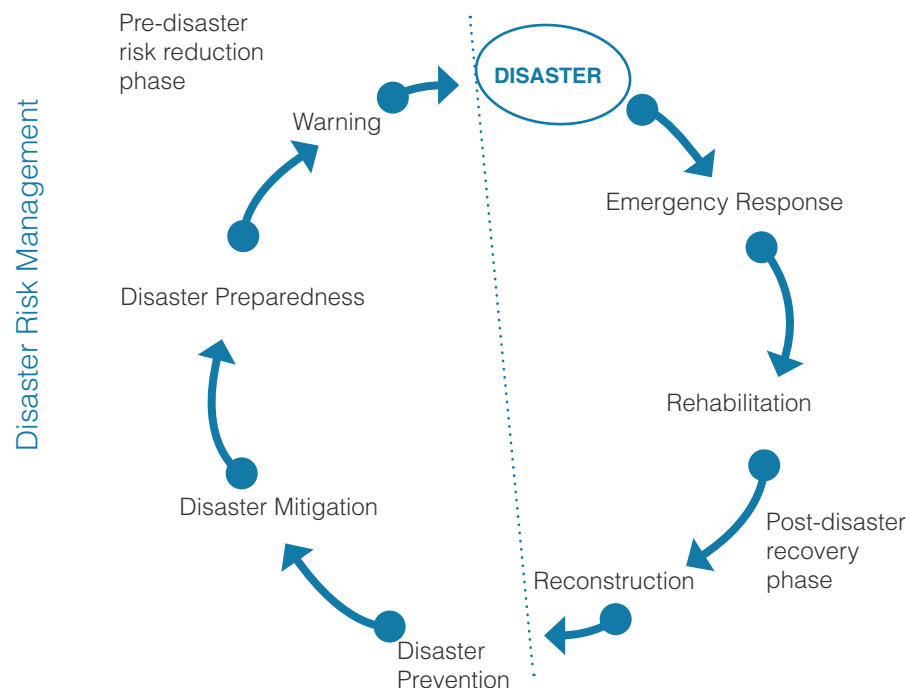 Disaster Risk Management
Pre-disaster
risk reduction
phase
DISASTER
Warning
Emergency Response
Disaster Preparedness
Rehabilitation
Disaster Mitigation
Post-disaster
recovery
phase
Reconstruction
Disaster
Prevention